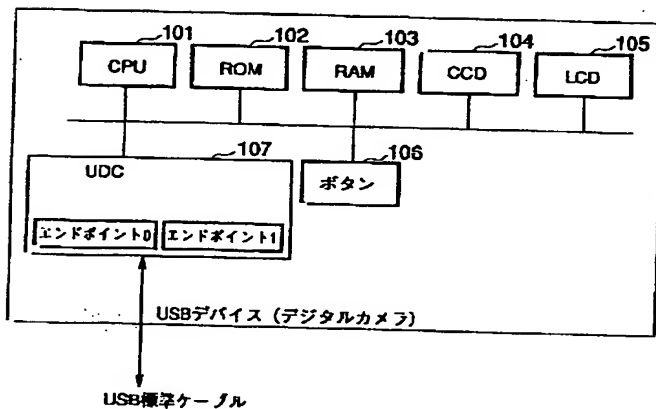 101 102 103 104 105
CPU ROM RAM CCD LCD
107 106
UDC ボタン
エンドポイント0 エンドポイント1
USBデバイス（デジタルカメラ）
USB標準ケーブル